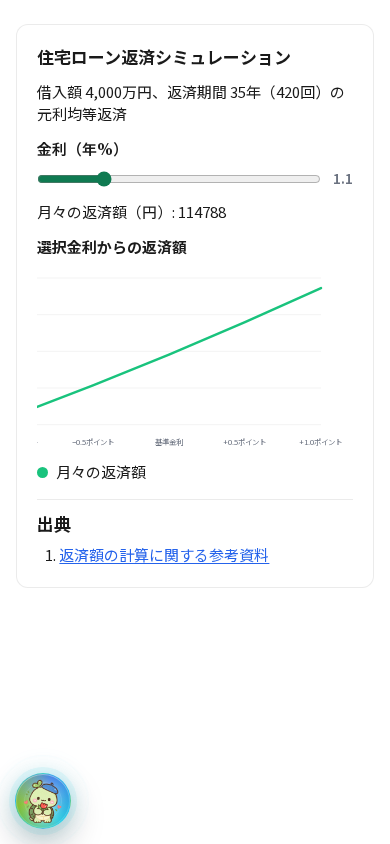 住宅ローン返済シミュレーション
借入額 4,000万円、返済期間 35年（420回）の
元利均等返済
金利（年%）
1.1
月々の返済額（円）: 114788
選択金利からの返済額
−0.5ポイント 基準金利 +0.5ポイント +1.0ポイント
月々の返済額
出典
1. 返済額の計算に関する参考資料